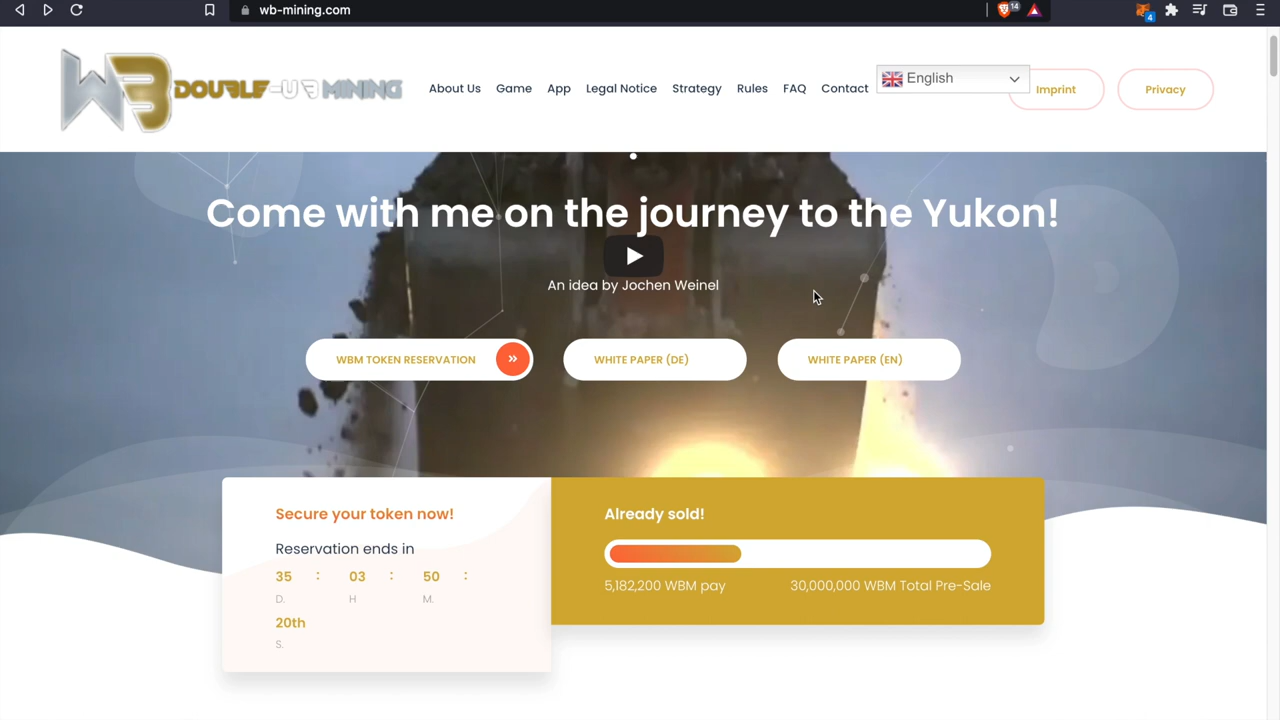 wb-mining.com
14
4
WB DOUBLE-U B MINING
About Us Game App Legal Notice Strategy Rules FAQ Contact
English
Imprint Privacy
Come with me on the journey to the Yukon!
An idea by Jochen Weinel
WBM TOKEN RESERVATION
WHITE PAPER (DE)
WHITE PAPER (EN)
Secure your token now!
Reservation ends in
35 : 03 : 50 :
D. H M.
20th
S.
Already sold!
5,182,200 WBM pay 30,000,000 WBM Total Pre-Sale